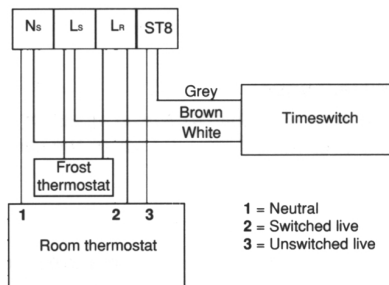 Ns Ls LR ST8
Grey
Brown
White
Timeswitch
Frost
thermostat
1 2 3
Room thermostat
1 = Neutral
2 = Switched live
3 = Unswitched live